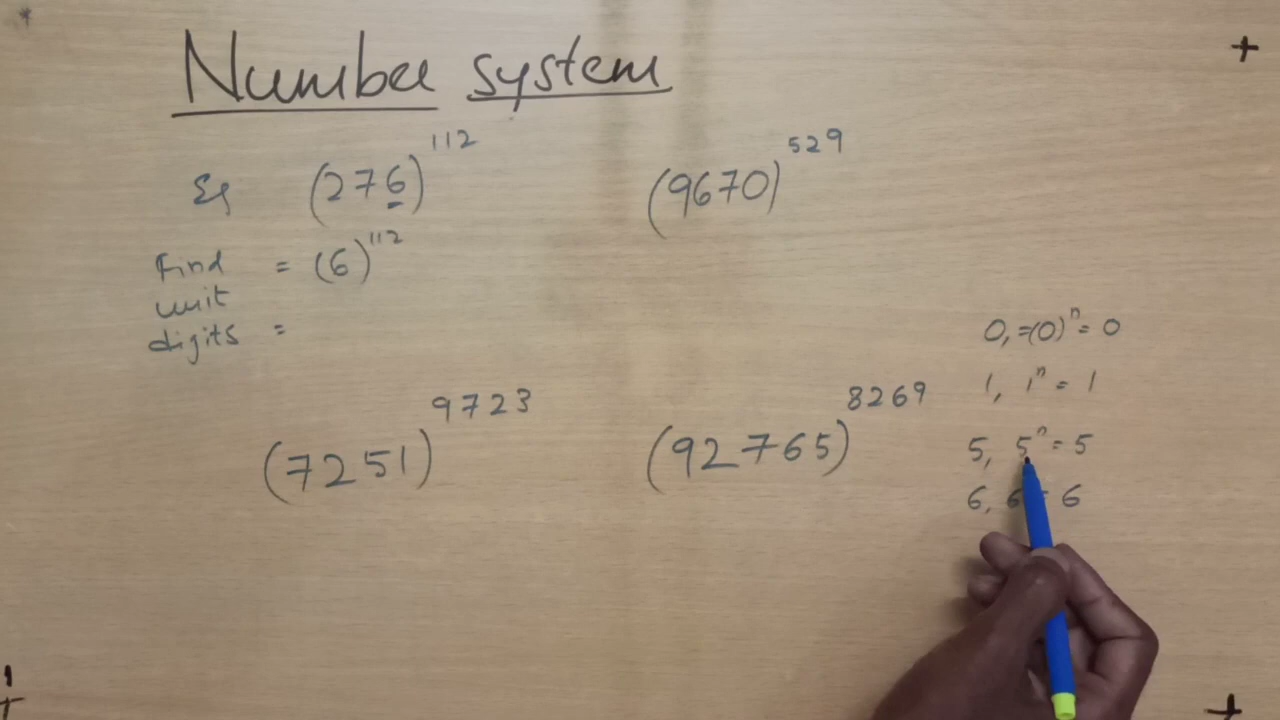 Number system
Eg (276)^112
(9670)^529
Find = (6)^112
unit
digits =
(7251)^9723
(92765)^8269
0, =(0)^n = 0
1, 1^n = 1
5, 5^n = 5
6, 6 = 6